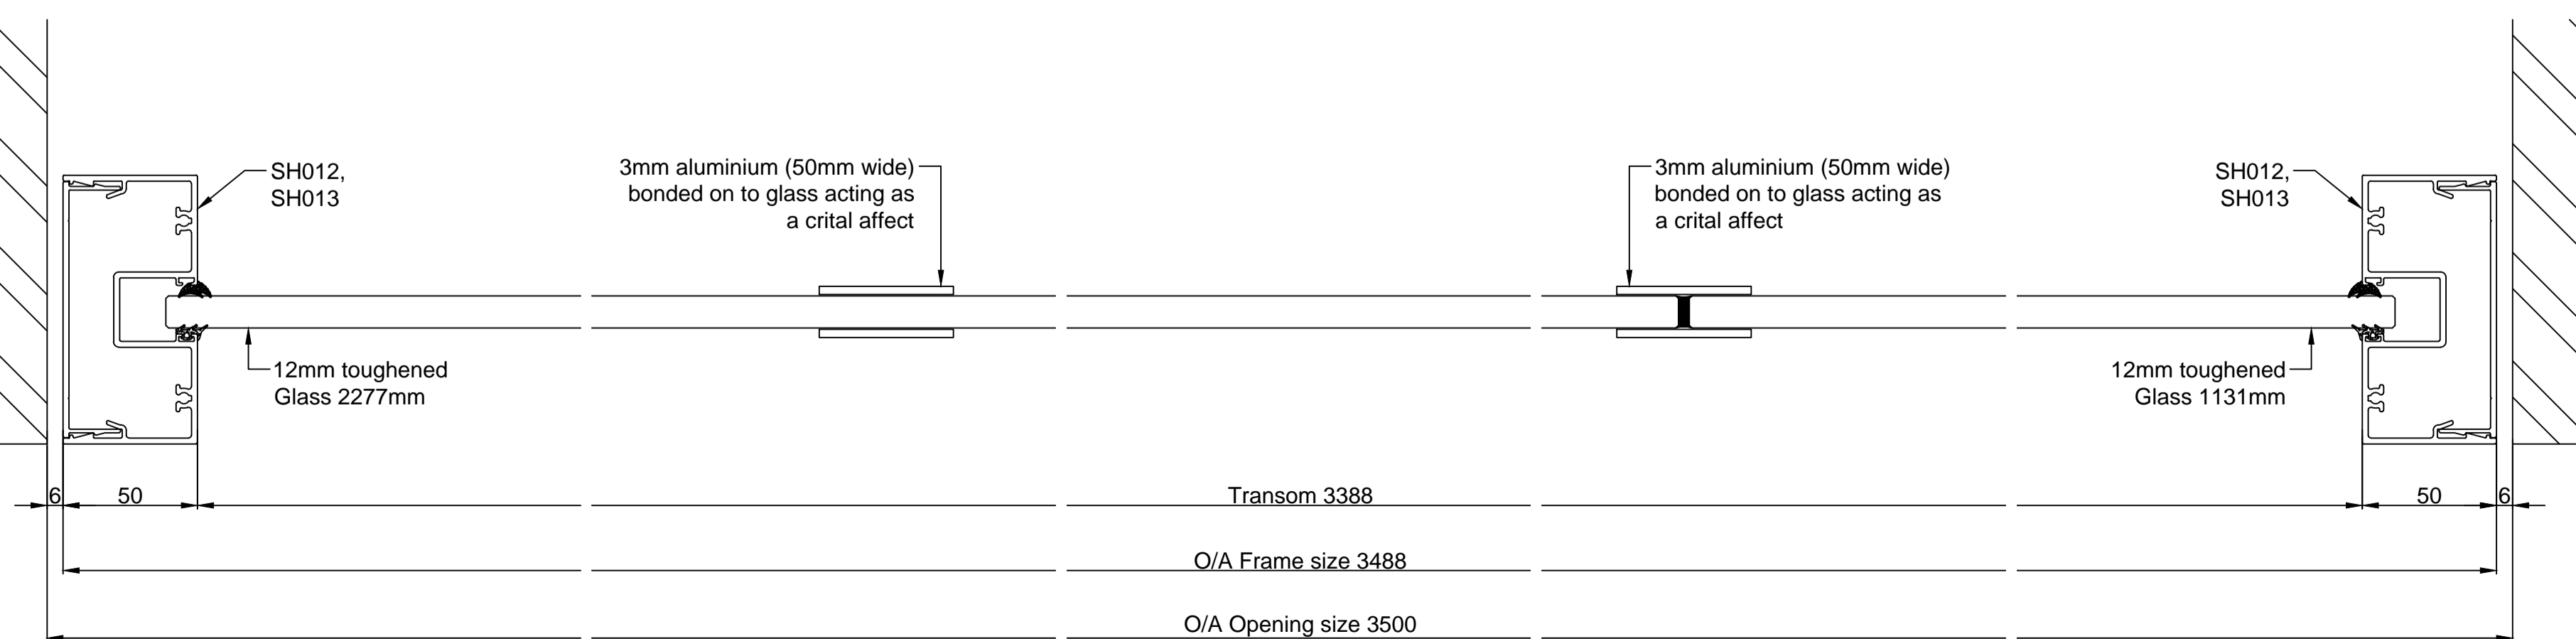 SH012,
SH013
3mm aluminium (50mm wide)
bonded on to glass acting as
a crital affect
3mm aluminium (50mm wide)
bonded on to glass acting as
a crital affect
SH012,
SH013
12mm toughened
Glass 2277mm
12mm toughened
Glass 1131mm
6 50 Transom 3388 50 6
O/A Frame size 3488
O/A Opening size 3500